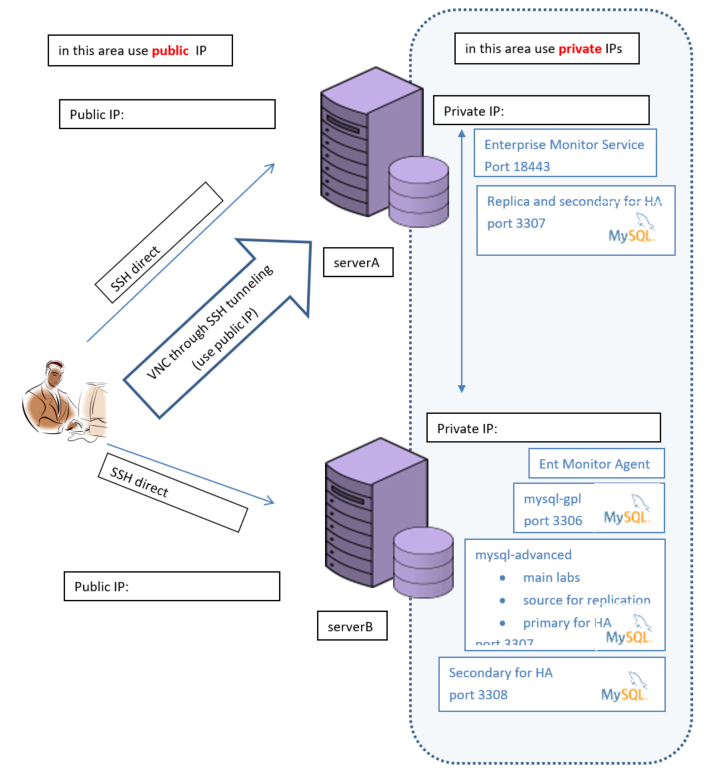 in this area use public IP
in this area use private IPs
Public IP:
Private IP:
Enterprise Monitor Service
Port 18443
Replica and secondary for HA
port 3307
MySQL
serverA
SSH direct
VNC through SSH tunneling
(use public IP)
SSH direct
Private IP:
Ent Monitor Agent
mysql-gpl
port 3306
MySQL
mysql-advanced
• main labs
• source for replication
• primary for HA
port 3307
MySQL
Public IP:
serverB
Secondary for HA
port 3308
MySQL